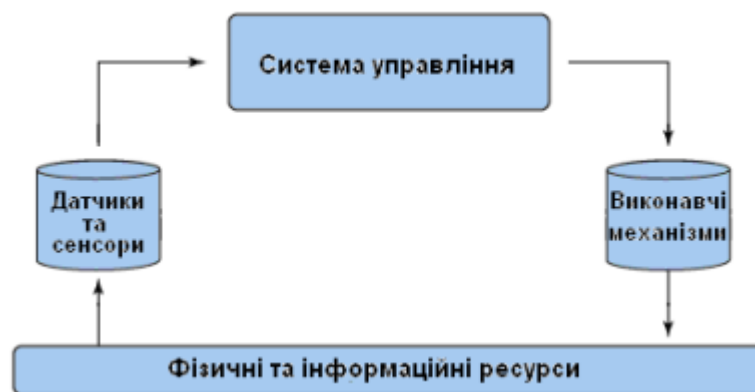 Система управління
Датчики
та
сенсори
Виконавчі
механізми
Фізичні та інформаційні ресурси